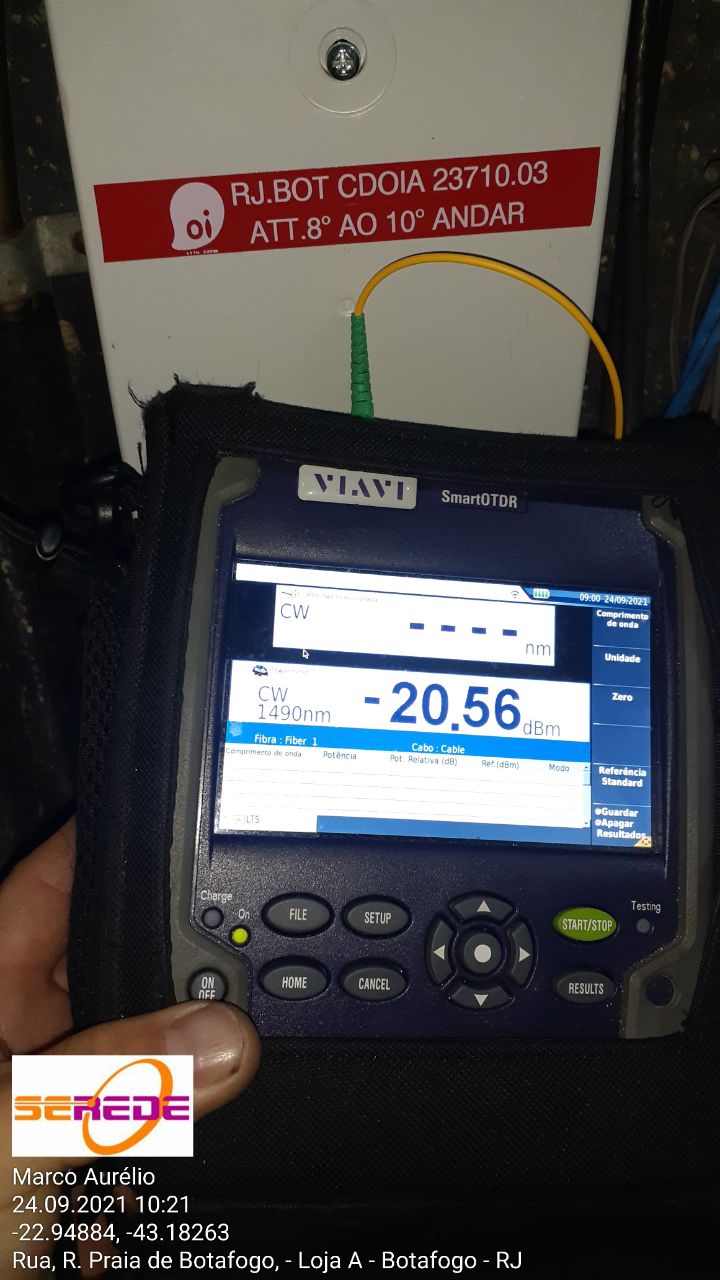 oi
RJ.BOT CDOIA 23710.03
ATT.8° AO 10° ANDAR
VIAVI
SmartOTDR
09:00 24/09/2021
CW
- - - -
nm
CW
1490nm
-20.56 dBm
Fibra : Fiber 1
Cabo : Cable
Comprimento de onda
Potência
Pot. Relativa (dB)
Ref.(dBm)
Modo
LTS
Comprimento
de onda
Unidade
Zero
Referência
Standard
Guardar
Apagar
Resultados
Charge
On
FILE
SETUP
START/STOP
Testing
ON
OFF
HOME
CANCEL
RESULTS
SEREDE
Marco Aurélio
24.09.2021 10:21
-22.94884, -43.18263
Rua, R. Praia de Botafogo, - Loja A - Botafogo - RJ